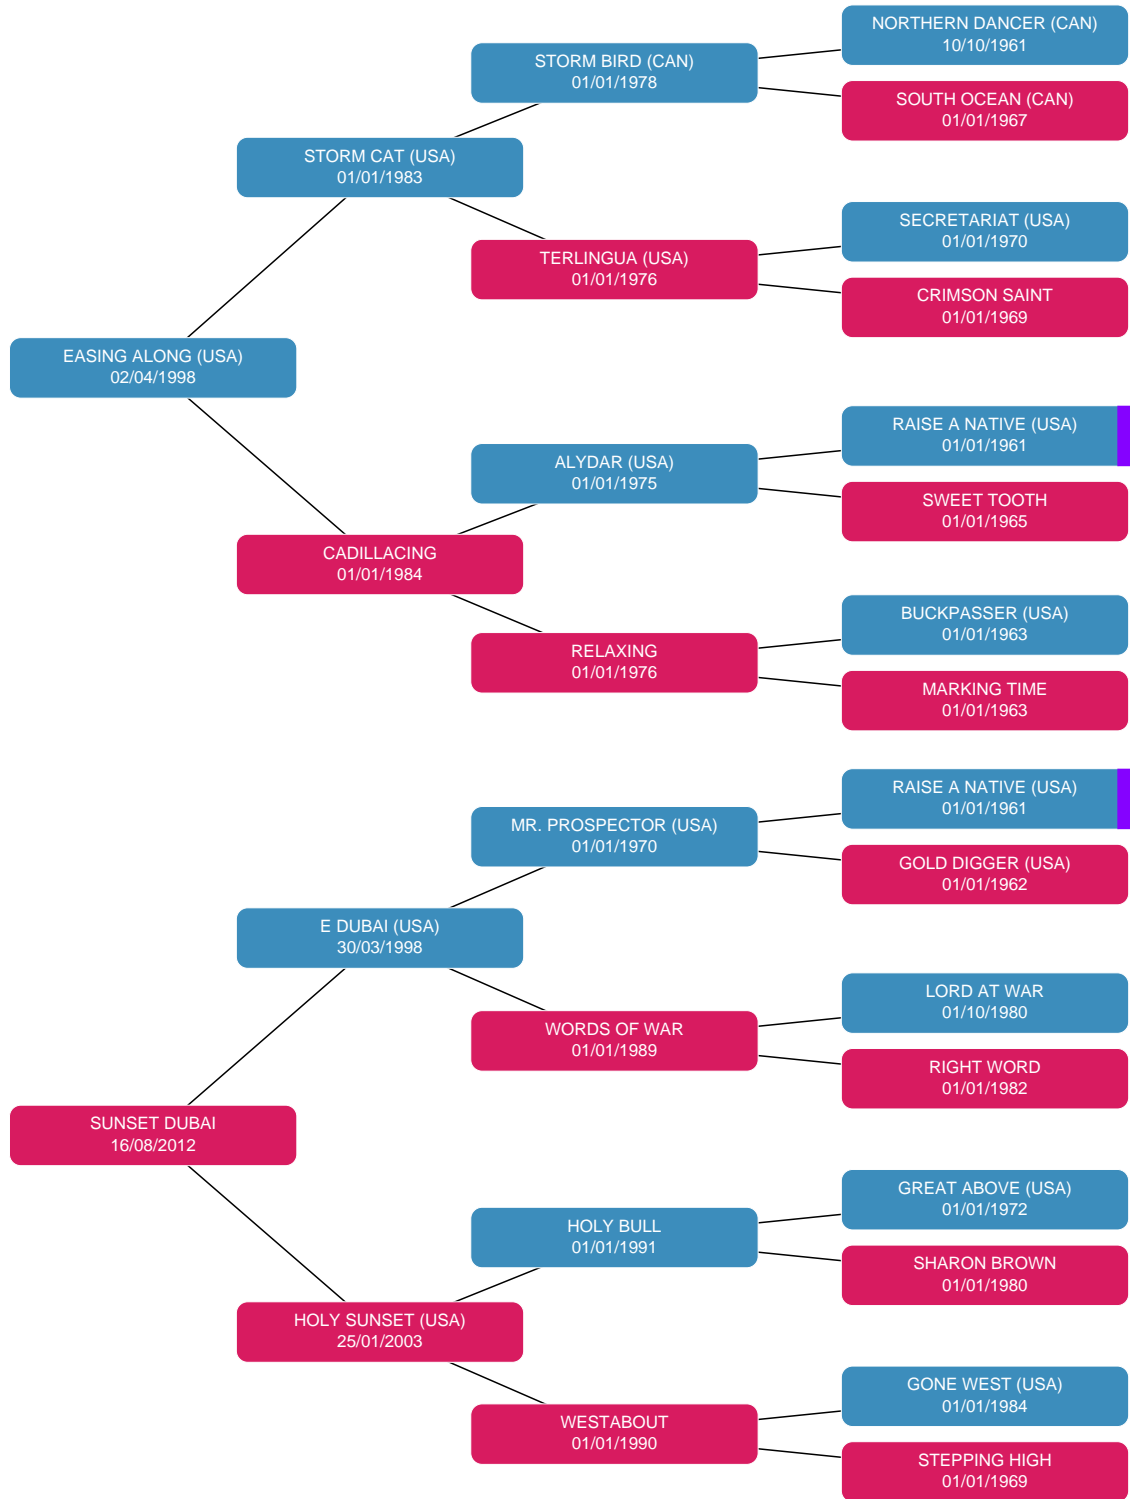 NORTHERN DANCER (CAN)
10/10/1961
STORM BIRD (CAN)
01/01/1978
SOUTH OCEAN (CAN)
01/01/1967
STORM CAT (USA)
01/01/1983
SECRETARIAT (USA)
01/01/1970
TERLINGUA (USA)
01/01/1976
CRIMSON SAINT
01/01/1969
EASING ALONG (USA)
02/04/1998
RAISE A NATIVE (USA)
01/01/1961
ALYDAR (USA)
01/01/1975
SWEET TOOTH
01/01/1965
CADILLACING
01/01/1984
BUCKPASSER (USA)
01/01/1963
RELAXING
01/01/1976
MARKING TIME
01/01/1963
RAISE A NATIVE (USA)
01/01/1961
MR. PROSPECTOR (USA)
01/01/1970
GOLD DIGGER (USA)
01/01/1962
E DUBAI (USA)
30/03/1998
LORD AT WAR
01/10/1980
WORDS OF WAR
01/01/1989
RIGHT WORD
01/01/1982
SUNSET DUBAI
16/08/2012
GREAT ABOVE (USA)
01/01/1972
HOLY BULL
01/01/1991
SHARON BROWN
01/01/1980
HOLY SUNSET (USA)
25/01/2003
GONE WEST (USA)
01/01/1984
WESTABOUT
01/01/1990
STEPPING HIGH
01/01/1969